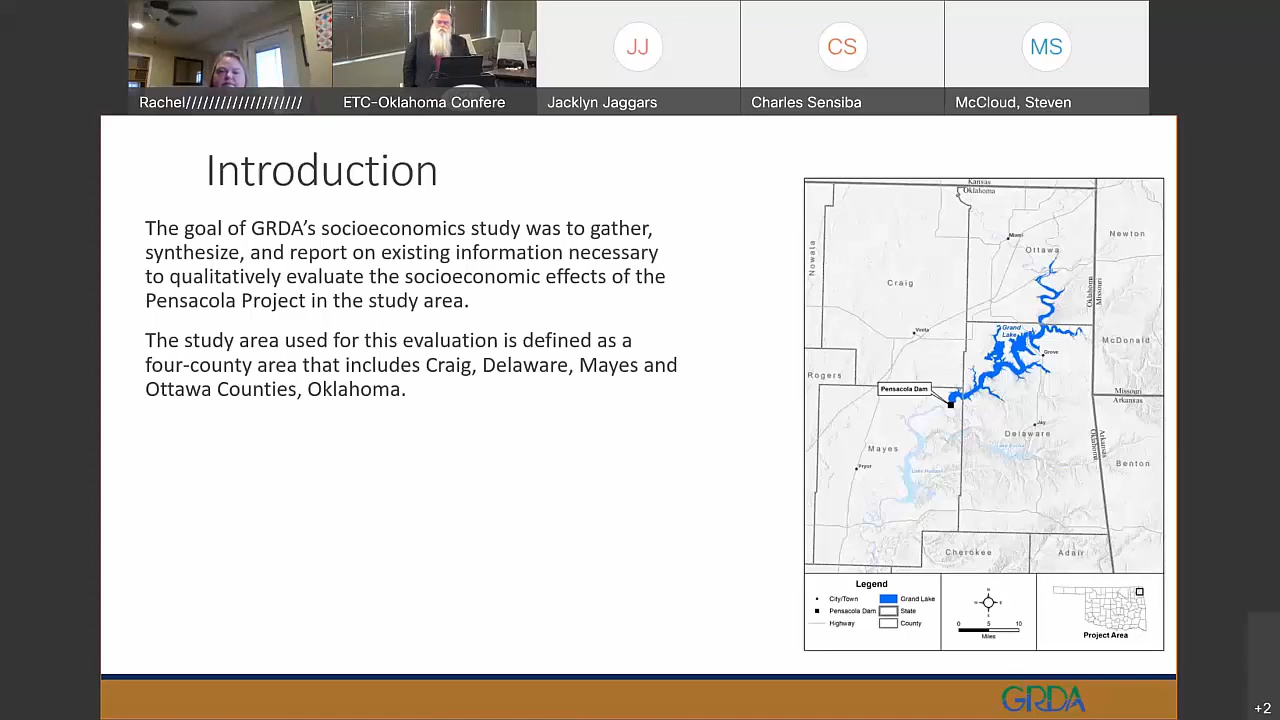 JJ
CS
MS
Rachel////////////////////
ETC-Oklahoma Confere
Jacklyn Jaggars
Charles Sensiba
McCloud, Steven
Introduction
The goal of GRDA’s socioeconomics study was to gather,
synthesize, and report on existing information necessary
to qualitatively evaluate the socioeconomic effects of the
Pensacola Project in the study area.
The study area used for this evaluation is defined as a
four-county area that includes Craig, Delaware, Mayes and
Ottawa Counties, Oklahoma.
Kansas
Oklahoma
Nowata
Craig
Miami
Ottawa
Newton
Oklahoma
Missouri
Vinita
Grand
Lake
Grove
McDonald
Rogers
Pensacola Dam
Missouri
Arkansas
Jay
Delaware
Oklahoma
Arkansas
Mayes
Pryor
Lake Hudson
Benton
Cherokee
Adair
Legend
City/Town
Grand Lake
Pensacola Dam
State
Highway
County
N
W
E
S
0 5 10
Miles
Project Area
GRDA
+2